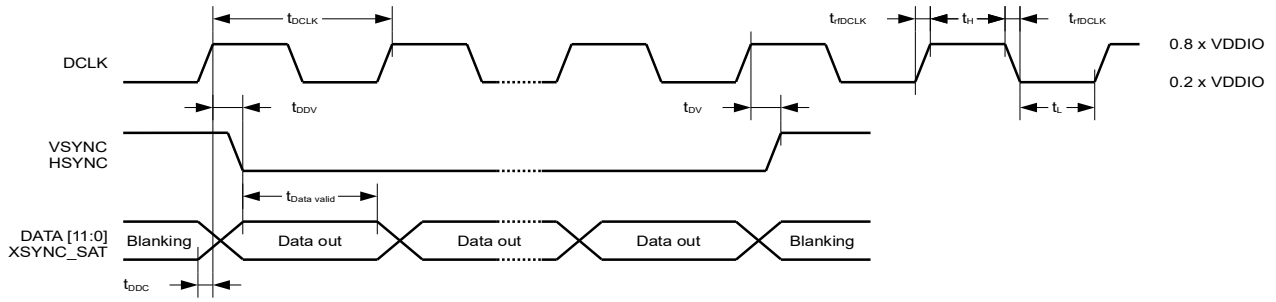 tDCLK
trfDCLK
tH
trfDCLK
DCLK
0.8 x VDDIO
0.2 x VDDIO
tDDV
tDV
tL
VSYNC
HSYNC
tData valid
DATA [11:0]
XSYNC_SAT
Blanking
Data out
Data out
Data out
Blanking
tDDC